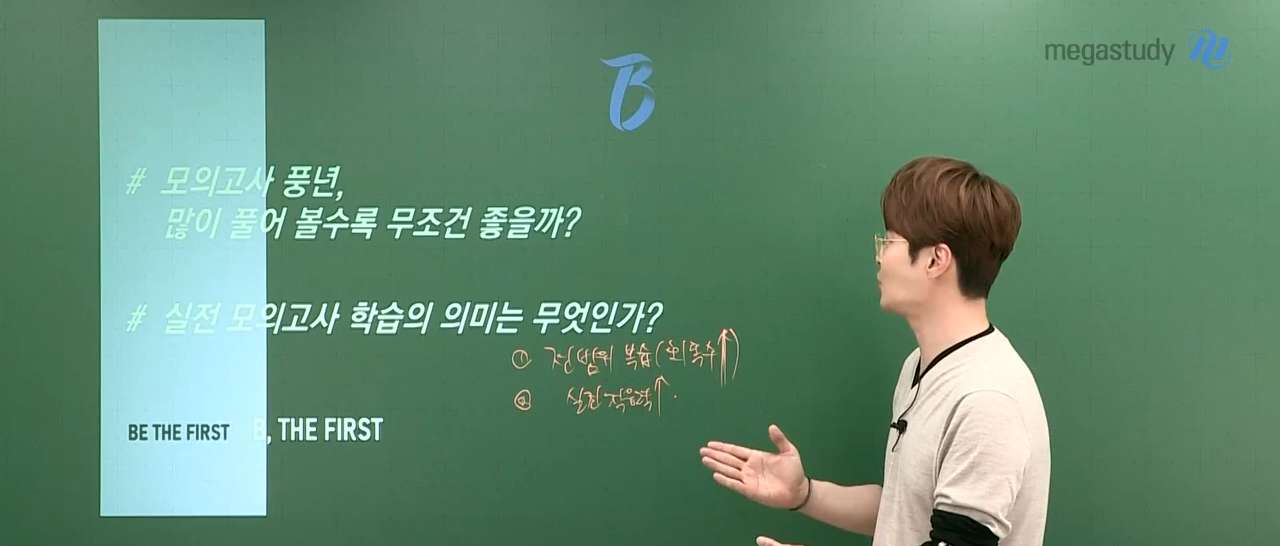 megastudy
B
# 모의고사 풍년,
많이 풀어 볼수록 무조건 좋을까?
# 실전 모의고사 학습의 의미는 무엇인가?
① 전범위 복습(회독수↑)
② 실전적응력↑.
BE THE FIRST B, THE FIRST